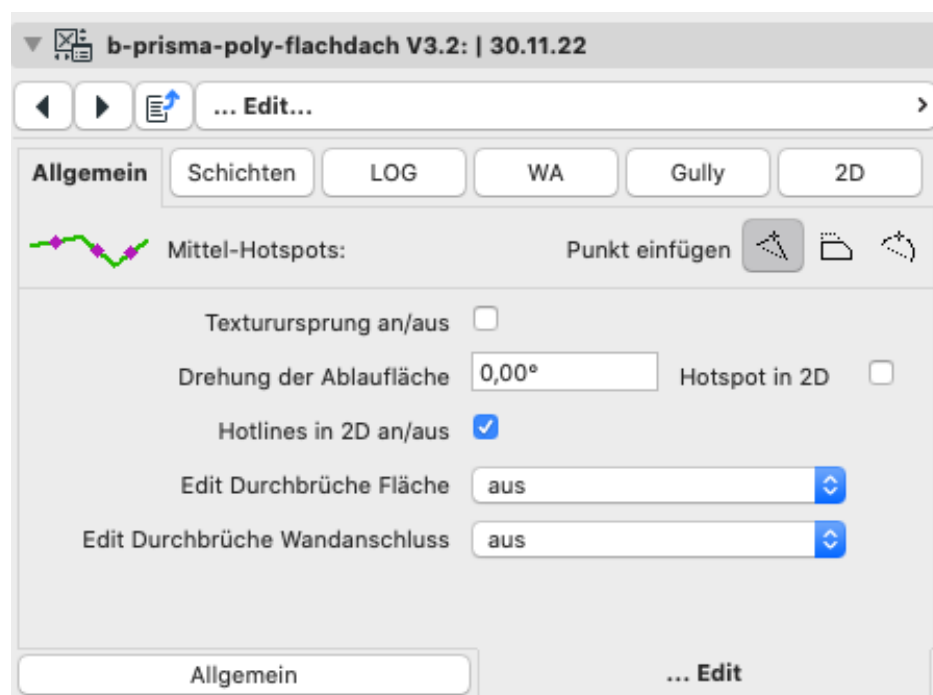 b-prisma-poly-flachdach V3.2: | 30.11.22
... Edit...
Allgemein Schichten LOG WA Gully 2D
Mittel-Hotspots: Punkt einfügen
Texturursprung an/aus
Drehung der Ablaufläche 0,00° Hotspot in 2D
Hotlines in 2D an/aus
Edit Durchbrüche Fläche aus
Edit Durchbrüche Wandanschluss aus
Allgemein ... Edit